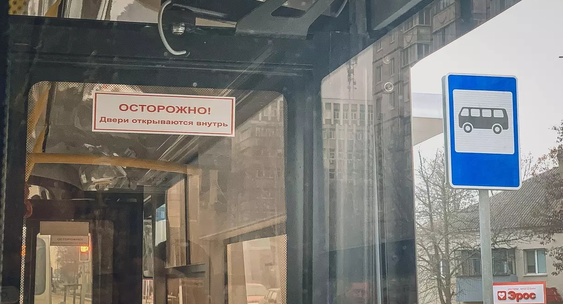 ОСТОРОЖНО!
Двери открываются внутрь
Эрос